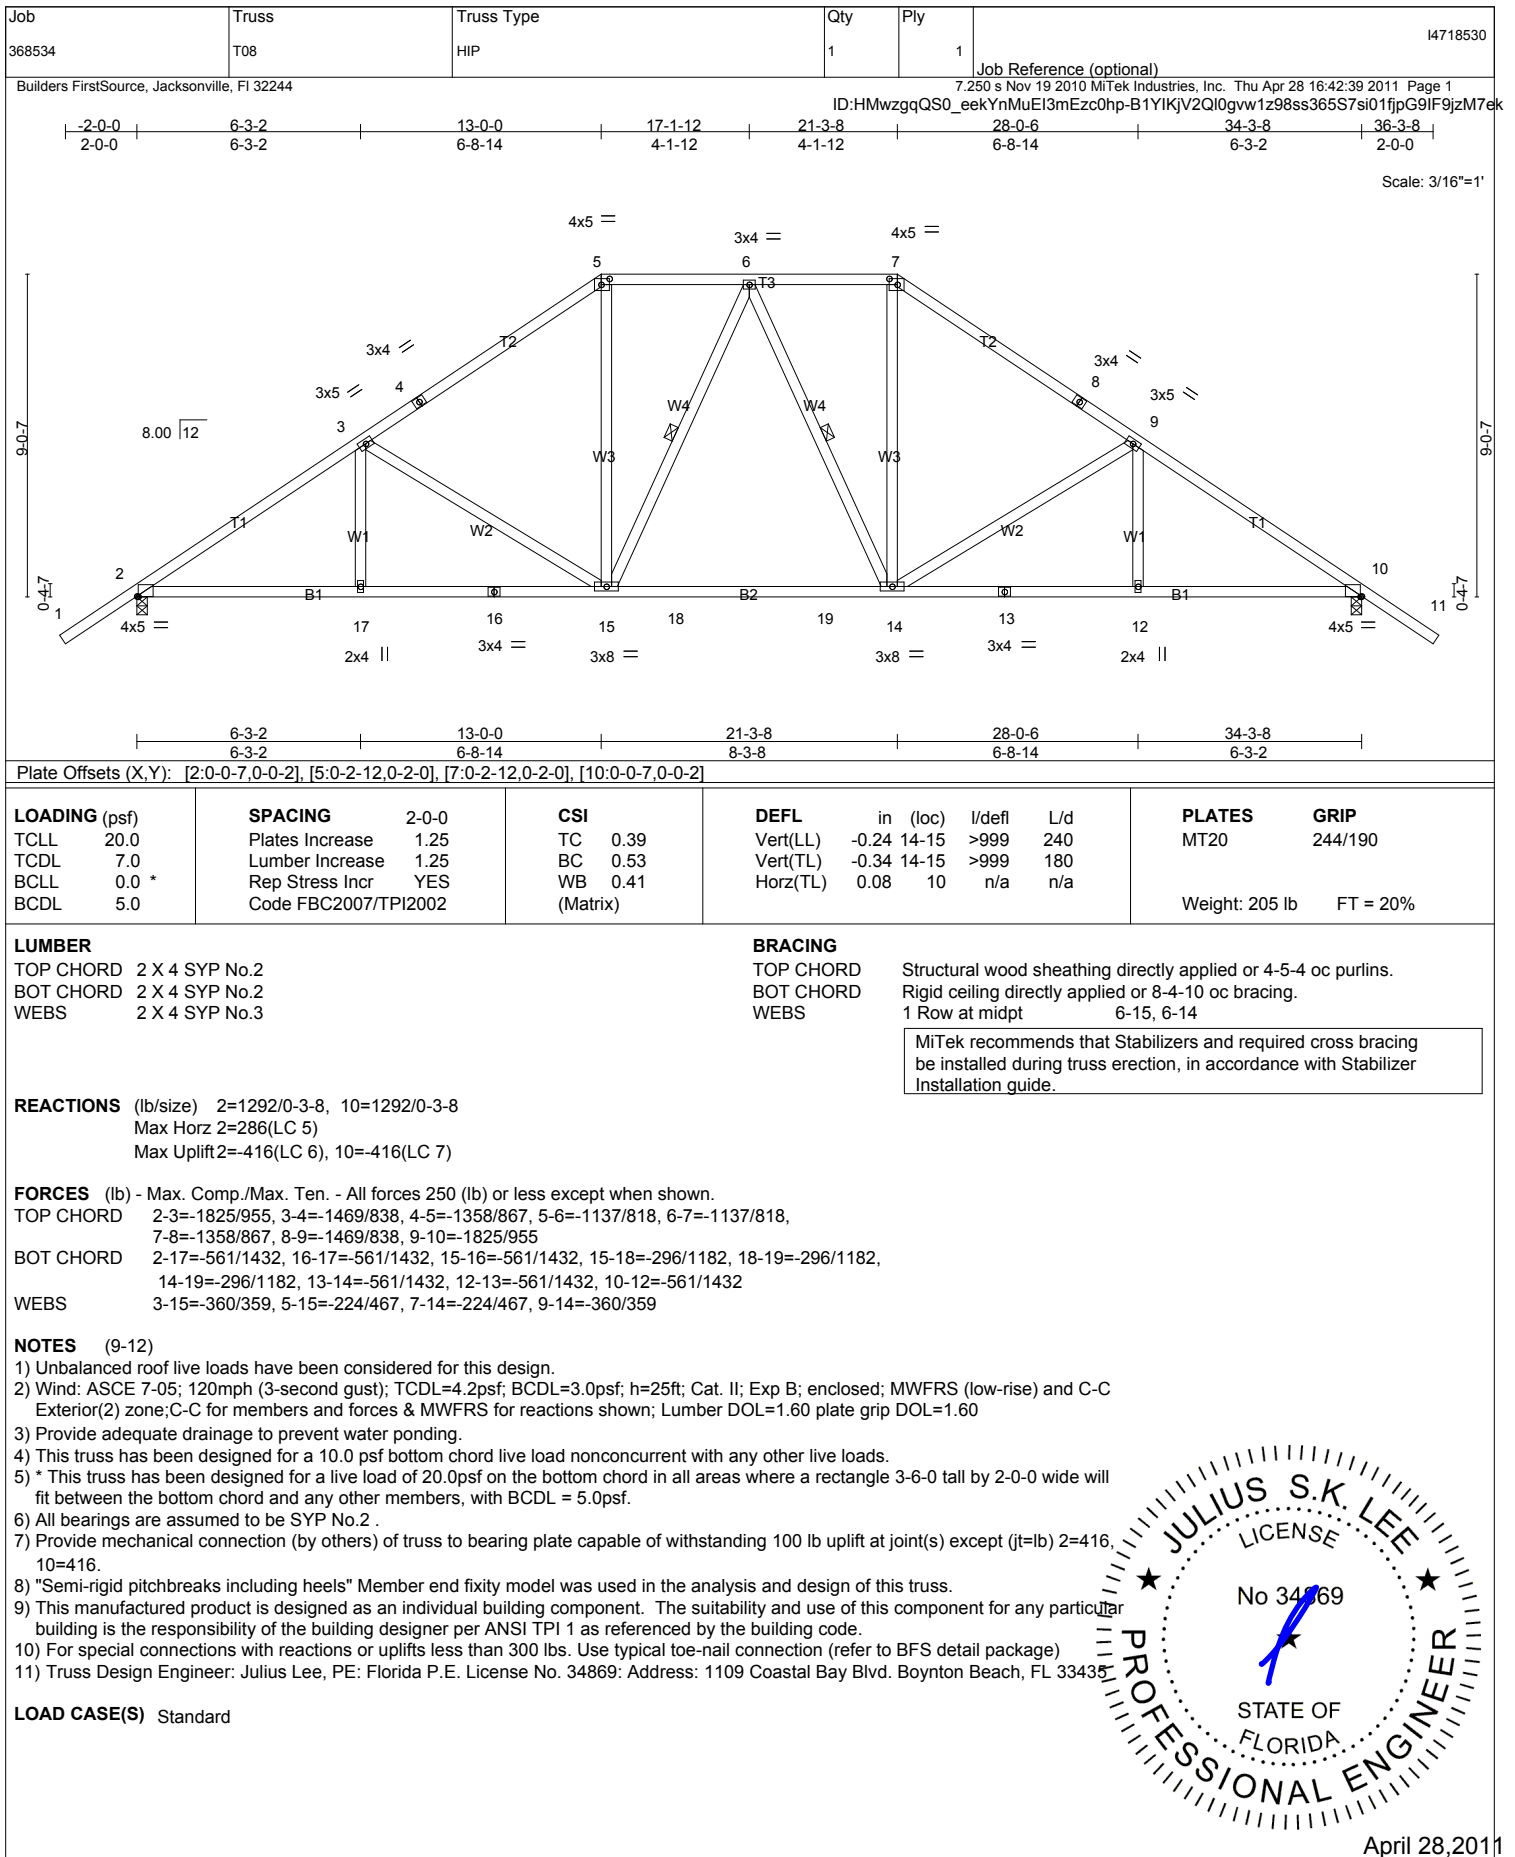 Job Truss Truss Type Qty Ply
368534 T08 HIP 1 1 I4718530
Job Reference (optional)
Builders FirstSource, Jacksonville, Fl 32244 7.250 s Nov 19 2010 MiTek Industries, Inc. Thu Apr 28 16:42:39 2011 Page 1
ID:HMwzgqQS0_eekYnMuEI3mEzc0hp-B1YIKjV2Ql0gvw1z98ss365S7si01fjpG9IF9jzM7ek
-2-0-0 6-3-2 13-0-0 17-1-12 21-3-8 28-0-6 34-3-8 36-3-8
2-0-0 6-3-2 6-8-14 4-1-12 4-1-12 6-8-14 6-3-2 2-0-0
Scale: 3/16"=1'
4x5 =
3x4 =
4x5 =
5 6 7
T3
T2 T2
3x4
3x4
4 8
3x5 3x5
3 9
8.00 12
W4 W4
9-0-7 9-0-7
W3 W3
T1 T1
W1 W2 W2 W1
2 10
0-4-7 0-4-7
1 11
B1 B2 B1
4x5 = 4x5 =
17 16 15 18 19 14 13 12
2x4 || 3x4 = 3x8 = 3x8 = 3x4 = 2x4 ||
6-3-2 13-0-0 21-3-8 28-0-6 34-3-8
6-3-2 6-8-14 8-3-8 6-8-14 6-3-2
Plate Offsets (X,Y): [2:0-0-7,0-0-2], [5:0-2-12,0-2-0], [7:0-2-12,0-2-0], [10:0-0-7,0-0-2]
LOADING (psf) SPACING 2-0-0 CSI DEFL in (loc) l/defl L/d PLATES GRIP
TCLL 20.0 Plates Increase 1.25 TC 0.39 Vert(LL) -0.24 14-15 >999 240 MT20 244/190
TCDL 7.0 Lumber Increase 1.25 BC 0.53 Vert(TL) -0.34 14-15 >999 180
BCLL 0.0 * Rep Stress Incr YES WB 0.41 Horz(TL) 0.08 10 n/a n/a
BCDL 5.0 Code FBC2007/TPI2002 (Matrix) Weight: 205 lb FT = 20%
LUMBER
TOP CHORD 2 X 4 SYP No.2
BOT CHORD 2 X 4 SYP No.2
WEBS 2 X 4 SYP No.3
BRACING
TOP CHORD Structural wood sheathing directly applied or 4-5-4 oc purlins.
BOT CHORD Rigid ceiling directly applied or 8-4-10 oc bracing.
WEBS 1 Row at midpt 6-15, 6-14
MiTek recommends that Stabilizers and required cross bracing
be installed during truss erection, in accordance with Stabilizer
Installation guide.
REACTIONS (lb/size) 2=1292/0-3-8, 10=1292/0-3-8
Max Horz 2=286(LC 5)
Max Uplift 2=-416(LC 6), 10=-416(LC 7)
FORCES (lb) - Max. Comp./Max. Ten. - All forces 250 (lb) or less except when shown.
TOP CHORD 2-3=-1825/955, 3-4=-1469/838, 4-5=-1358/867, 5-6=-1137/818, 6-7=-1137/818,
7-8=-1358/867, 8-9=-1469/838, 9-10=-1825/955
BOT CHORD 2-17=-561/1432, 16-17=-561/1432, 15-16=-561/1432, 15-18=-296/1182, 18-19=-296/1182,
14-19=-296/1182, 13-14=-561/1432, 12-13=-561/1432, 10-12=-561/1432
WEBS 3-15=-360/359, 5-15=-224/467, 7-14=-224/467, 9-14=-360/359
NOTES (9-12)
1) Unbalanced roof live loads have been considered for this design.
2) Wind: ASCE 7-05; 120mph (3-second gust); TCDL=4.2psf; BCDL=3.0psf; h=25ft; Cat. II; Exp B; enclosed; MWFRS (low-rise) and C-C
Exterior(2) zone;C-C for members and forces & MWFRS for reactions shown; Lumber DOL=1.60 plate grip DOL=1.60
3) Provide adequate drainage to prevent water ponding.
4) This truss has been designed for a 10.0 psf bottom chord live load nonconcurrent with any other live loads.
5) * This truss has been designed for a live load of 20.0psf on the bottom chord in all areas where a rectangle 3-6-0 tall by 2-0-0 wide will
fit between the bottom chord and any other members, with BCDL = 5.0psf.
6) All bearings are assumed to be SYP No.2 .
7) Provide mechanical connection (by others) of truss to bearing plate capable of withstanding 100 lb uplift at joint(s) except (jt=lb) 2=416,
10=416.
8) "Semi-rigid pitchbreaks including heels" Member end fixity model was used in the analysis and design of this truss.
9) This manufactured product is designed as an individual building component. The suitability and use of this component for any particular
building is the responsibility of the building designer per ANSI TPI 1 as referenced by the building code.
10) For special connections with reactions or uplifts less than 300 lbs. Use typical toe-nail connection (refer to BFS detail package)
11) Truss Design Engineer: Julius Lee, PE: Florida P.E. License No. 34869: Address: 1109 Coastal Bay Blvd. Boynton Beach, FL 33435
LOAD CASE(S) Standard
JULIUS S.K. LEE
LICENSE
No 34869
STATE OF
FLORIDA
PROFESSIONAL ENGINEER
April 28,2011